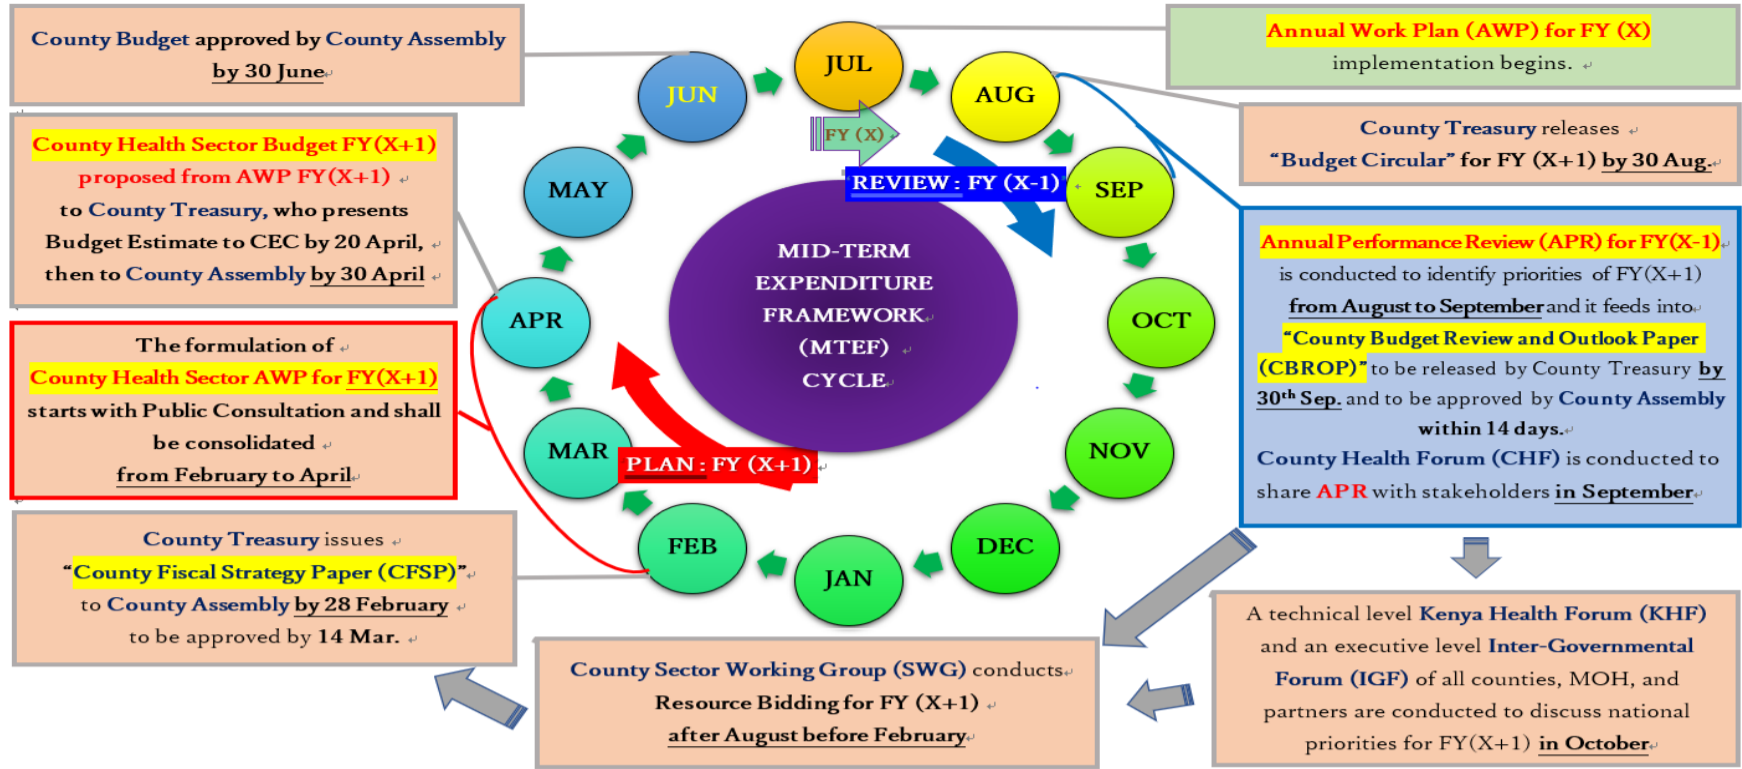 County Budget approved by County Assembly
by 30 June
County Health Sector Budget FY(X+1)
proposed from AWP FY(X+1)
to County Treasury, who presents
Budget Estimate to CEC by 20 April,
then to County Assembly by 30 April
The formulation of
County Health Sector AWP for FY(X+1)
starts with Public Consultation and shall
be consolidated
from February to April
County Treasury issues
“County Fiscal Strategy Paper (CFSP)”
to County Assembly by 28 February
to be approved by 14 Mar.
JUL
AUG
SEP
OCT
NOV
DEC
JAN
FEB
MAR
APR
MAY
JUN
FY (X)
REVIEW : FY (X-1)
MID-TERM
EXPENDITURE
FRAMEWORK
(MTEF)
CYCLE
PLAN : FY (X+1)
Annual Work Plan (AWP) for FY (X)
implementation begins.
County Treasury releases
“Budget Circular” for FY (X+1) by 30 Aug.
Annual Performance Review (APR) for FY(X-1)
is conducted to identify priorities of FY(X+1)
from August to September and it feeds into
“County Budget Review and Outlook Paper
(CBROP)” to be released by County Treasury by
30th Sep. and to be approved by County Assembly
within 14 days.
County Health Forum (CHF) is conducted to
share APR with stakeholders in September
A technical level Kenya Health Forum (KHF)
and an executive level Inter-Governmental
Forum (IGF) of all counties, MOH, and
partners are conducted to discuss national
priorities for FY(X+1) in October
County Sector Working Group (SWG) conducts
Resource Bidding for FY (X+1)
after August before February